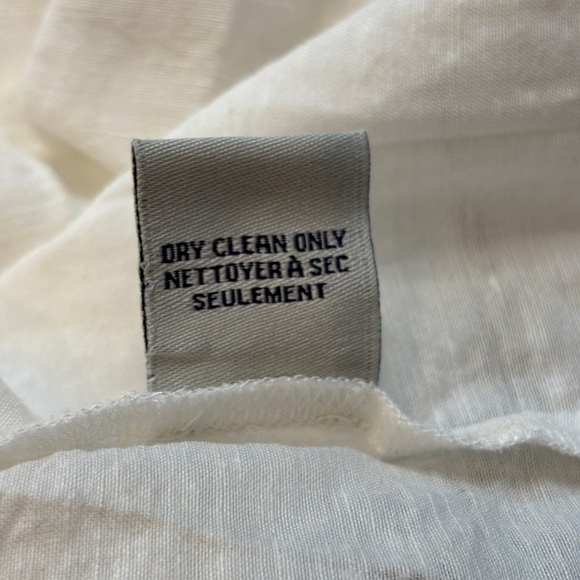 DRY CLEAN ONLY
NETTOYER À SEC
SEULEMENT